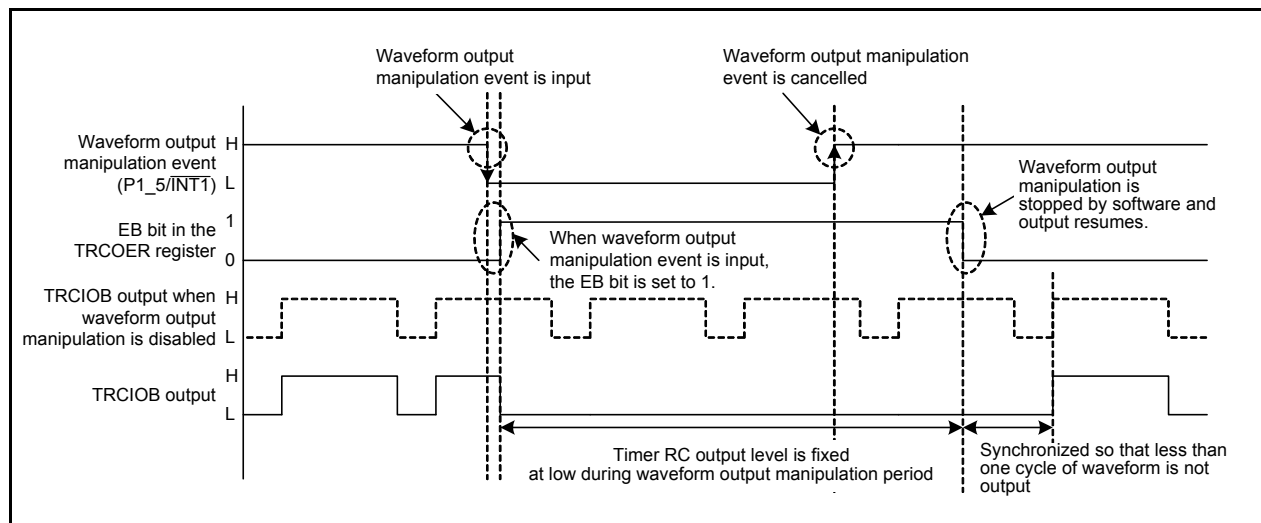 Waveform output
manipulation event is input
Waveform output manipulation
event is cancelled
Waveform output
manipulation event
(P1_5/INT1)
H
L
Waveform output
manipulation is
stopped by software and
output resumes.
EB bit in the
TRCOER register
1
0
When waveform output
manipulation event is input,
the EB bit is set to 1.
TRCIOB output when
waveform output
manipulation is disabled
H
L
TRCIOB output
H
L
Timer RC output level is fixed
at low during waveform output manipulation period
Synchronized so that less than
one cycle of waveform is not
output